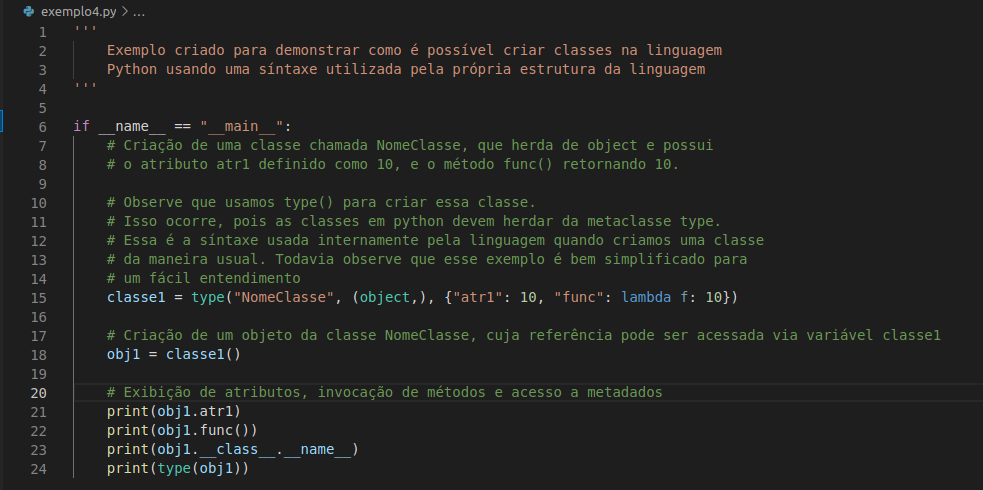 exemplo4.py > ...
1 '''
2     Exemplo criado para demonstrar como é possível criar classes na linguagem
3     Python usando uma síntaxe utilizada pela própria estrutura da linguagem
4 '''
5
6 if __name__ == "__main__":
7     # Criação de uma classe chamada NomeClasse, que herda de object e possui
8     # o atributo atr1 definido como 10, e o método func() retornando 10.
9
10     # Observe que usamos type() para criar essa classe.
11     # Isso ocorre, pois as classes em python devem herdar da metaclasse type.
12     # Essa é a síntaxe usada internamente pela linguagem quando criamos uma classe
13     # da maneira usual. Todavia observe que esse exemplo é bem simplificado para
14     # um fácil entendimento
15     classe1 = type("NomeClasse", (object,), {"atr1": 10, "func": lambda f: 10})
16
17     # Criação de um objeto da classe NomeClasse, cuja referência pode ser acessada via variável classe1
18     obj1 = classe1()
19
20     # Exibição de atributos, invocação de métodos e acesso a metadados
21     print(obj1.atr1)
22     print(obj1.func())
23     print(obj1.__class__.__name__)
24     print(type(obj1))